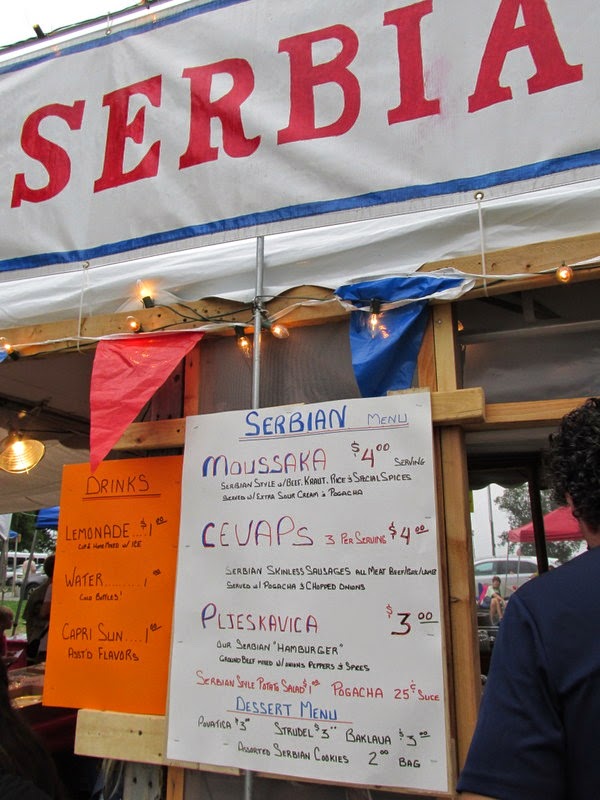 SERBIA
SERBIAN MENU
MOUSSAKA $4.00 SERVING
SERBIAN STYLE W/BEEF, KRAUT, RICE & SPECIAL SPICES
SERVED W/EXTRA SOUR CREAM & POGACHA
CEVAPS 3 PER SERVING $4.00
SERBIAN SKINLESS SAUSAGES ALL MEAT BEEF/PORK/LAMB
SERVED W/ POGACHA & CHOPPED ONIONS
PLJESKAVICA $3.00
OUR SERBIAN "HAMBURGER"
GROUND BEEF MIXED W/ONIONS PEPPERS & SPICES
SERBIAN STYLE POTATO SALAD $1.00 POGACHA 25¢ SLICE
DESSERT MENU
POVATICA $3.00 STRUDEL $3.00 BAKLAVA $3.00
ASSORTED SERBIAN COOKIES 2.00 BAG
DRINKS
LEMONADE...$1.00
W/ ICE
WATER.........1.00
COLD BOTTLES!
CAPRI SUN....1.00
ASST'D FLAVORS